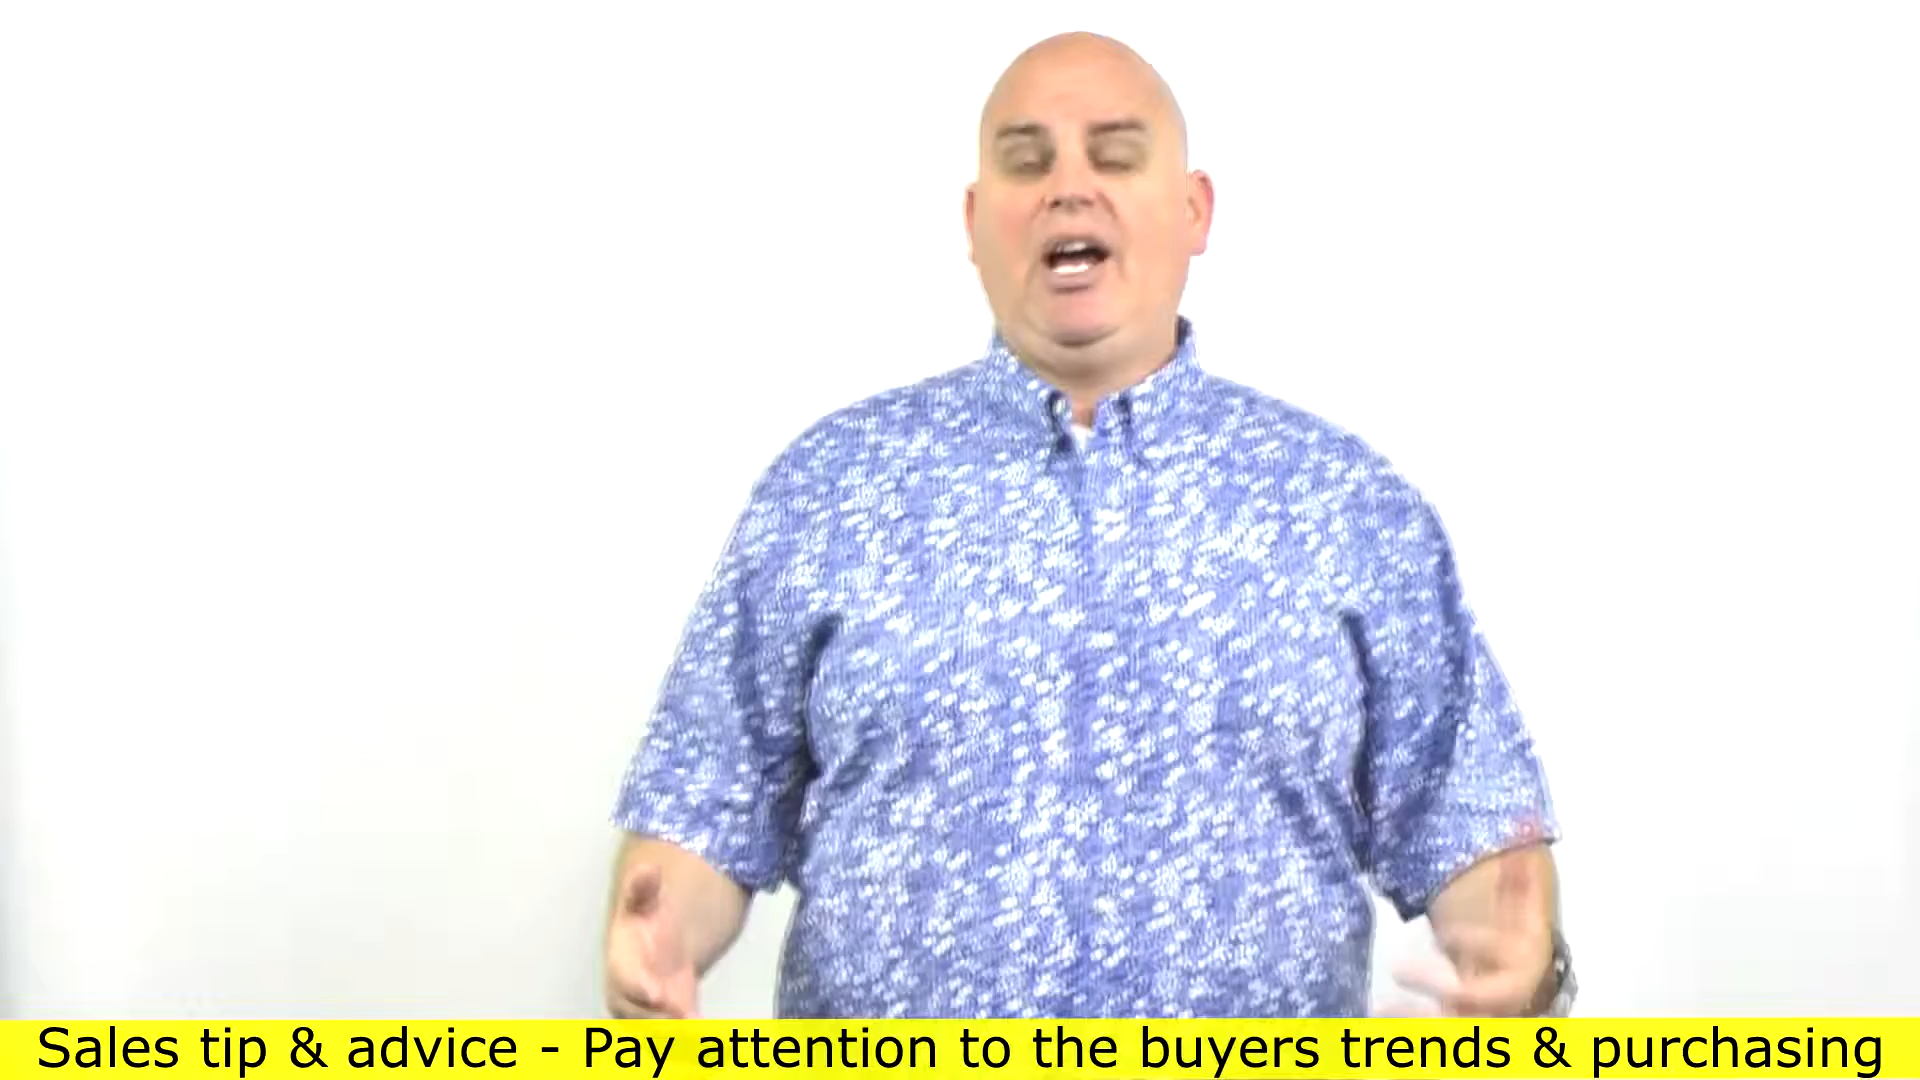 Sales tip & advice - Pay attention to the buyers trends & purchasing